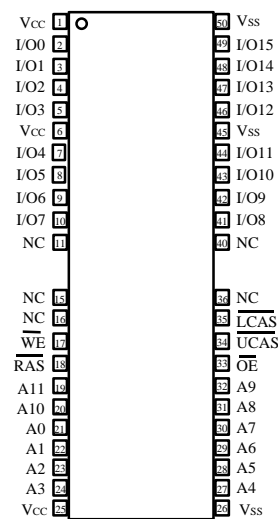 Vcc 1 50 Vss
I/O0 2 49 I/O15
I/O1 3 48 I/O14
I/O2 4 47 I/O13
I/O3 5 46 I/O12
Vcc 6 45 Vss
I/O4 7 44 I/O11
I/O5 8 43 I/O10
I/O6 9 42 I/O9
I/O7 10 41 I/O8
NC 11 40 NC
NC 15 36 NC
NC 16 35 LCAS
WE 17 34 UCAS
RAS 18 33 OE
A11 19 32 A9
A10 20 31 A8
A0 21 30 A7
A1 22 29 A6
A2 23 28 A5
A3 24 27 A4
Vcc 25 26 Vss